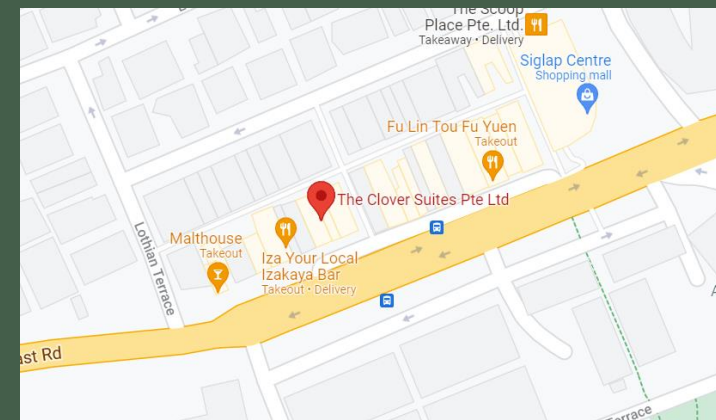 The Scoop
Place Pte. Ltd.
Takeaway • Delivery
Siglap Centre
Shopping mall
Fu Lin Tou Fu Yuen
Takeout
The Clover Suites Pte Ltd
Malthouse
Takeout
Iza Your Local
Izakaya Bar
Takeout • Delivery
Lothian Terrace
ast Rd
Terrace